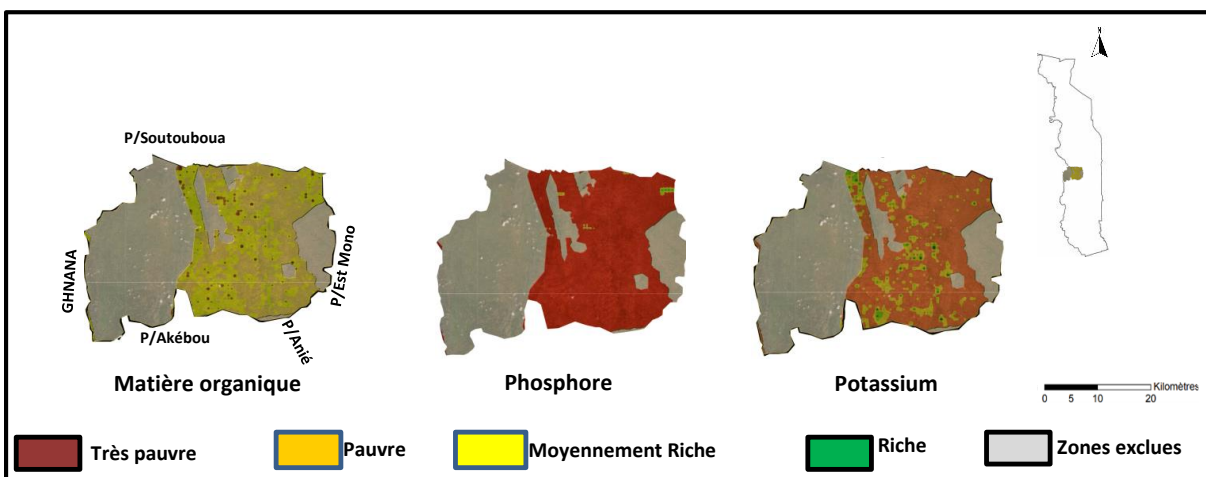 N
P/Soutouboua
GHNANA
P/Est Mono
P/Akébou
P/Anié
Matière organique
Phosphore
Potassium
Kilomètres
0 5 10 20
Très pauvre
Pauvre
Moyennement Riche
Riche
Zones exclues